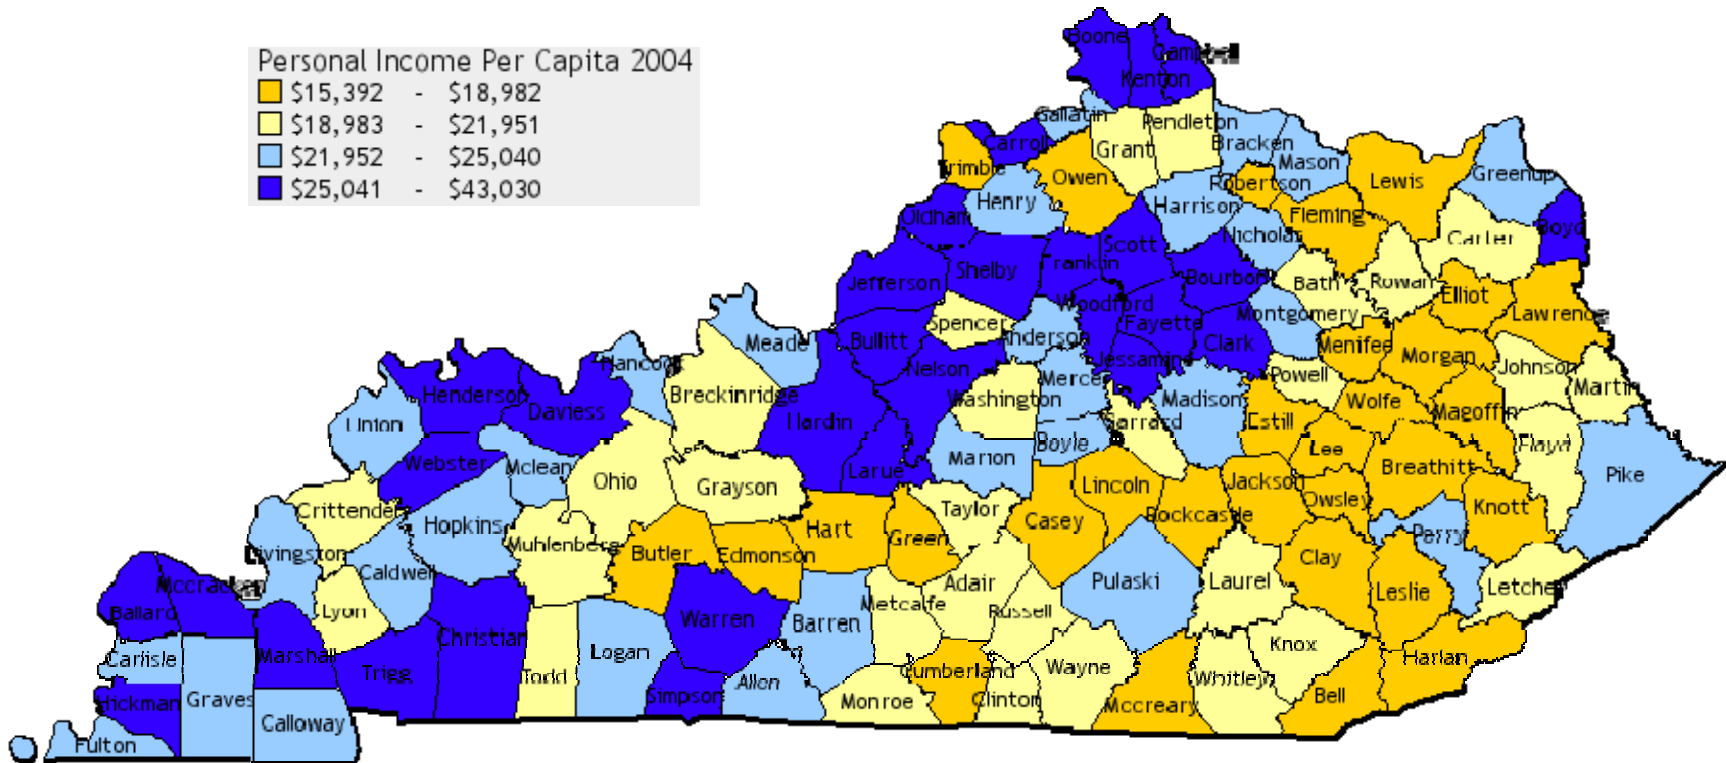 Personal Income Per Capita 2004
$15,392 - $18,982
$18,983 - $21,951
$21,952 - $25,040
$25,041 - $43,030
Boone
Campbell
Kenton
Gallatin
Pendleton
Carroll
Grant
Bracken
Mason
Trimble
Owen
Robertson
Lewis
Greenup
Henry
Harrison
Fleming
Oldham
Nicholas
Boyd
Carter
Scott
Franklin
Shelby
Bourbon
Jefferson
Bath
Rowan
Elliot
Woodford
Montgomery
Lawrence
Spencer
Fayette
Anderson
Bullitt
Meade
Clark
Menifee
Morgan
Jessamine
Hancock
Nelson
Powell
Johnson
Martin
Mercer
Henderson
Breckinridge
Washington
Madison
Wolfe
Magoffin
Daviess
Union
Hardin
Garrard
Estill
Boyle
Floyd
Lee
Webster
Mclean
Larue
Marion
Breathitt
Pike
Ohio
Grayson
Lincoln
Jackson
Owsley
Crittenden
Taylor
Knott
Hopkins
Hart
Casey
Rockcastle
Perry
Green
Muhlenberg
Livingston
Butler
Edmonson
Clay
Caldwell
Adair
Pulaski
Laurel
Letcher
Mccracken
Leslie
Ballard
Lyon
Metcalfe
Russell
Warren
Barren
Christian
Knox
Carlisle
Marshall
Logan
Harlan
Trigg
Todd
Cumberland
Wayne
Whitley
Allen
Hickman
Graves
Simpson
Monroe
Clinton
Mccreary
Bell
Calloway
Fulton